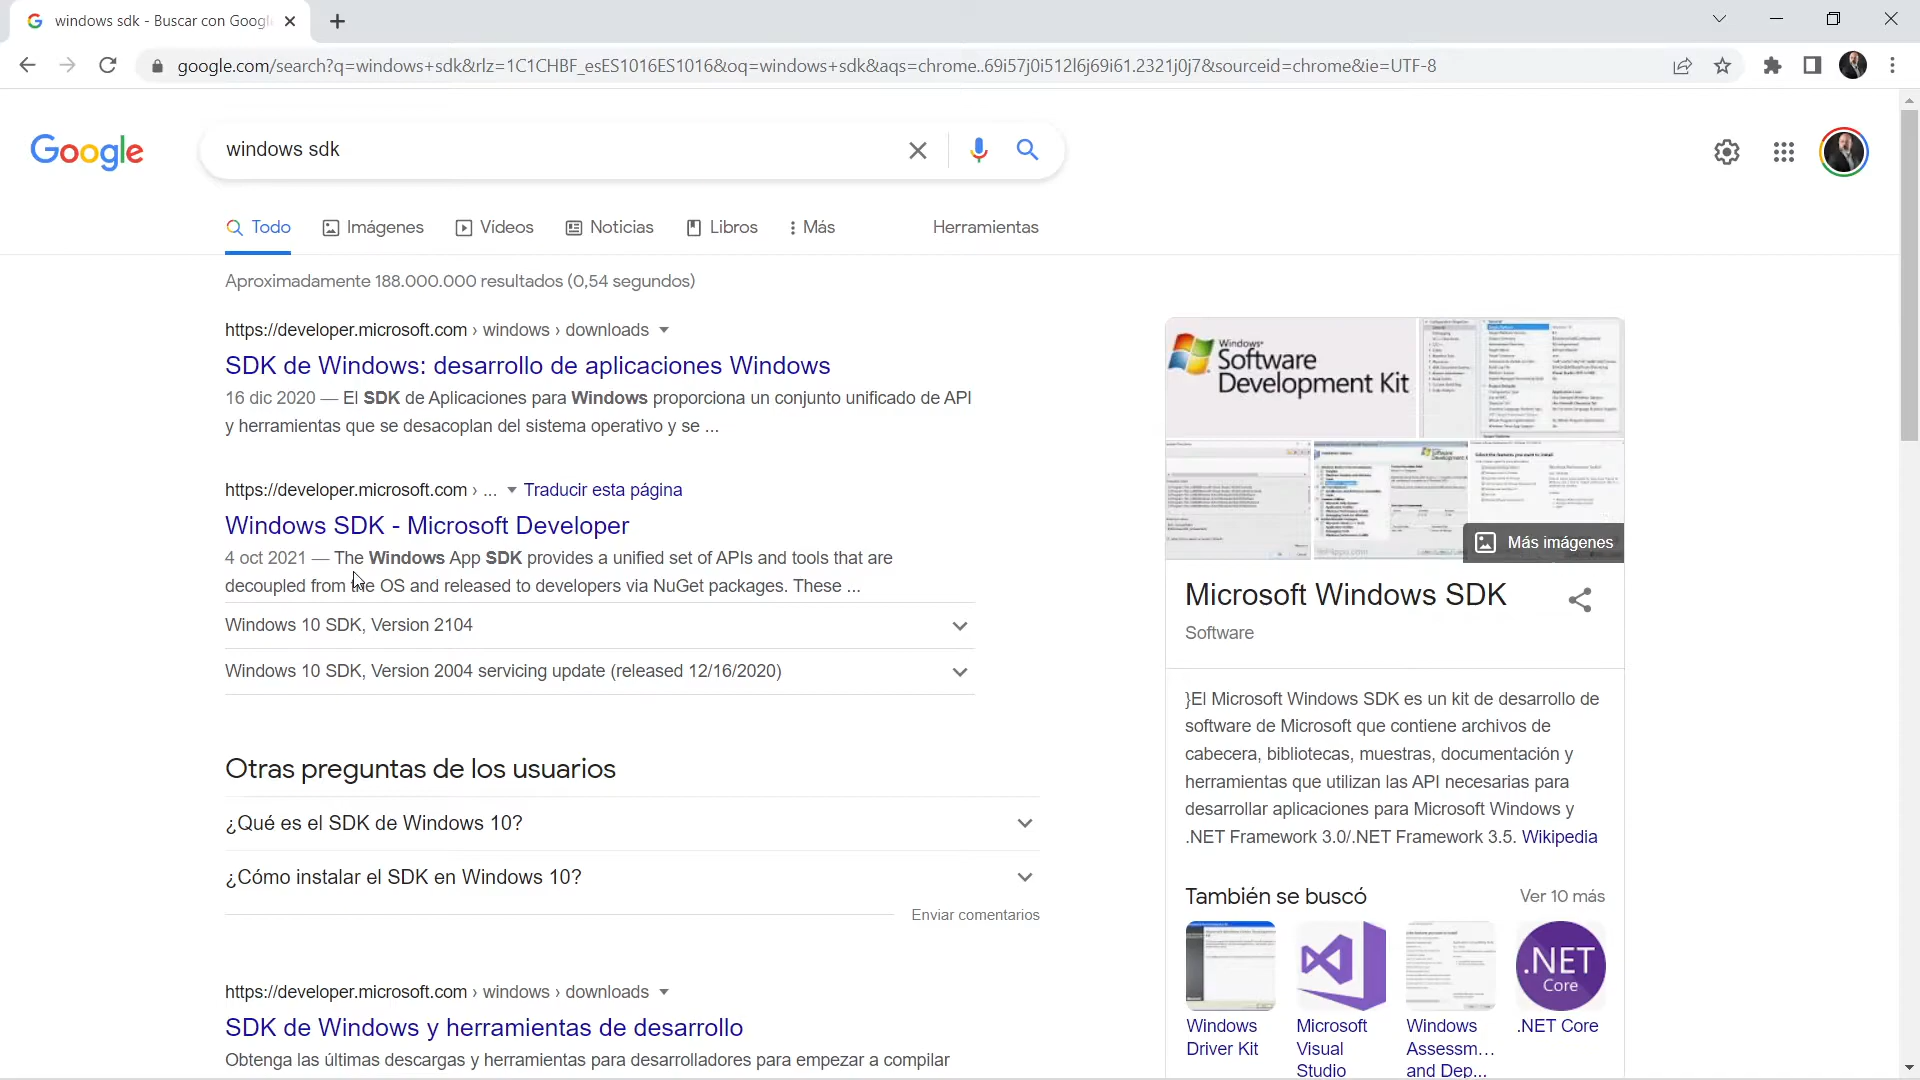 windows sdk - Buscar con Googl
google.com/search?q=windows+sdk&rlz=1C1CHBF_esES1016ES1016&oq=windows+sdk&aqs=chrome..69i57j0i512l6j69i61.2321j0j7&sourceid=chrome&ie=UTF-8
Google
windows sdk
Todo
Imágenes
Vídeos
Noticias
Libros
Más
Herramientas
Aproximadamente 188.000.000 resultados (0,54 segundos)
https://developer.microsoft.com › windows › downloads
SDK de Windows: desarrollo de aplicaciones Windows
16 dic 2020 — El SDK de Aplicaciones para Windows proporciona un conjunto unificado de API
y herramientas que se desacoplan del sistema operativo y se ...
https://developer.microsoft.com › ... Traducir esta página
Windows SDK - Microsoft Developer
4 oct 2021 — The Windows App SDK provides a unified set of APIs and tools that are
decoupled from the OS and released to developers via NuGet packages. These ...
Windows 10 SDK, Version 2104
Windows 10 SDK, Version 2004 servicing update (released 12/16/2020)
Otras preguntas de los usuarios
¿Qué es el SDK de Windows 10?
¿Cómo instalar el SDK en Windows 10?
Enviar comentarios
https://developer.microsoft.com › windows › downloads
SDK de Windows y herramientas de desarrollo
Obtenga las últimas descargas y herramientas para desarrolladores para empezar a compilar
Windows
Software
Development Kit
Más imágenes
Microsoft Windows SDK
Software
}El Microsoft Windows SDK es un kit de desarrollo de
software de Microsoft que contiene archivos de
cabecera, bibliotecas, muestras, documentación y
herramientas que utilizan las API necesarias para
desarrollar aplicaciones para Microsoft Windows y
.NET Framework 3.0/.NET Framework 3.5. Wikipedia
También se buscó
Ver 10 más
.NET
Core
Windows
Driver Kit
Microsoft
Visual
Studio
Windows
Assessm...
and Dep...
.NET Core